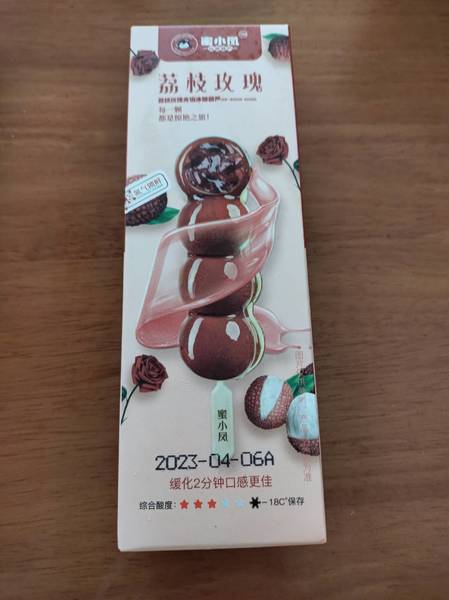 蜜小凤
荔枝玫瑰
每一颗
都是惊艳之旅!
蜜小凤
2023-04-06A
缓化2分钟口感更佳
综合酸度:
-18C°保存